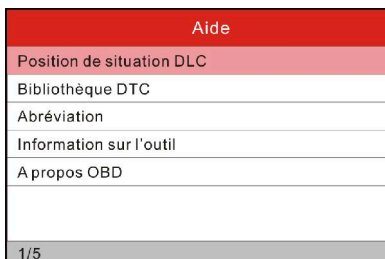 Aide
Position de situation DLC
Bibliothèque DTC
Abréviation
Information sur l'outil
A propos OBD
1/5